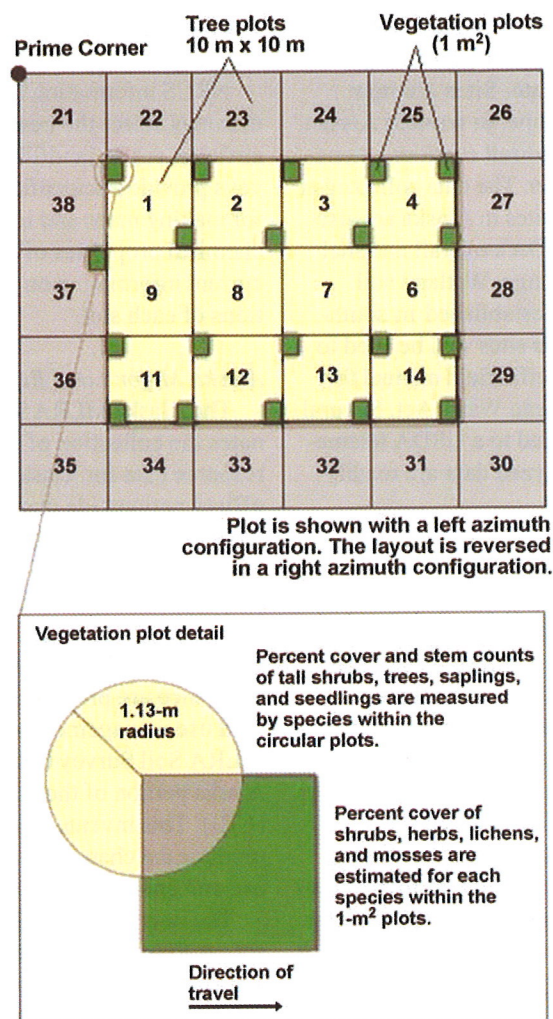 Prime Corner
Tree plots
10 m x 10 m
Vegetation plots
(1 m²)
21 22 23 24 25 26
38 1 2 3 4 27
37 9 8 7 6 28
36 11 12 13 14 29
35 34 33 32 31 30
Plot is shown with a left azimuth
configuration. The layout is reversed
in a right azimuth configuration.
Vegetation plot detail
1.13-m
radius
Percent cover and stem counts
of tall shrubs, trees, saplings,
and seedlings are measured
by species within the
circular plots.
Percent cover of
shrubs, herbs, lichens,
and mosses are
estimated for each
species within the
1-m² plots.
Direction of
travel